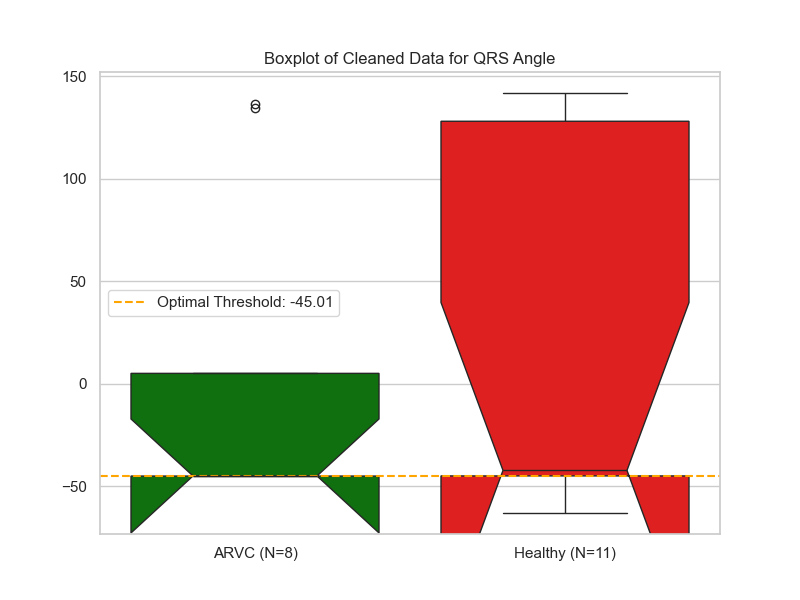 Boxplot of Cleaned Data for QRS Angle
150
100
50
0
−50
Optimal Threshold: -45.01
ARVC (N=8)
Healthy (N=11)